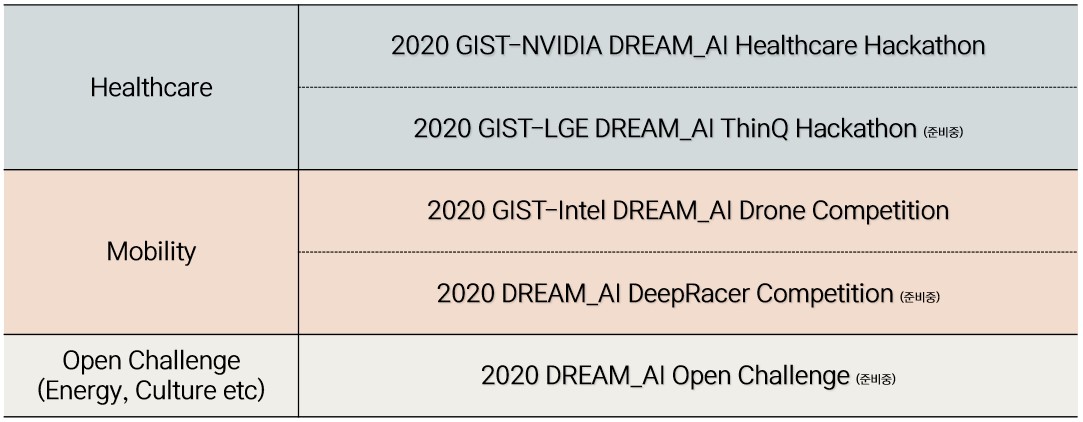 Healthcare
2020 GIST-NVIDIA DREAM_AI Healthcare Hackathon
2020 GIST-LGE DREAM_AI ThinQ Hackathon (준비중)
Mobility
2020 GIST-Intel DREAM_AI Drone Competition
2020 DREAM_AI DeepRacer Competition (준비중)
Open Challenge
(Energy, Culture etc)
2020 DREAM_AI Open Challenge (준비중)